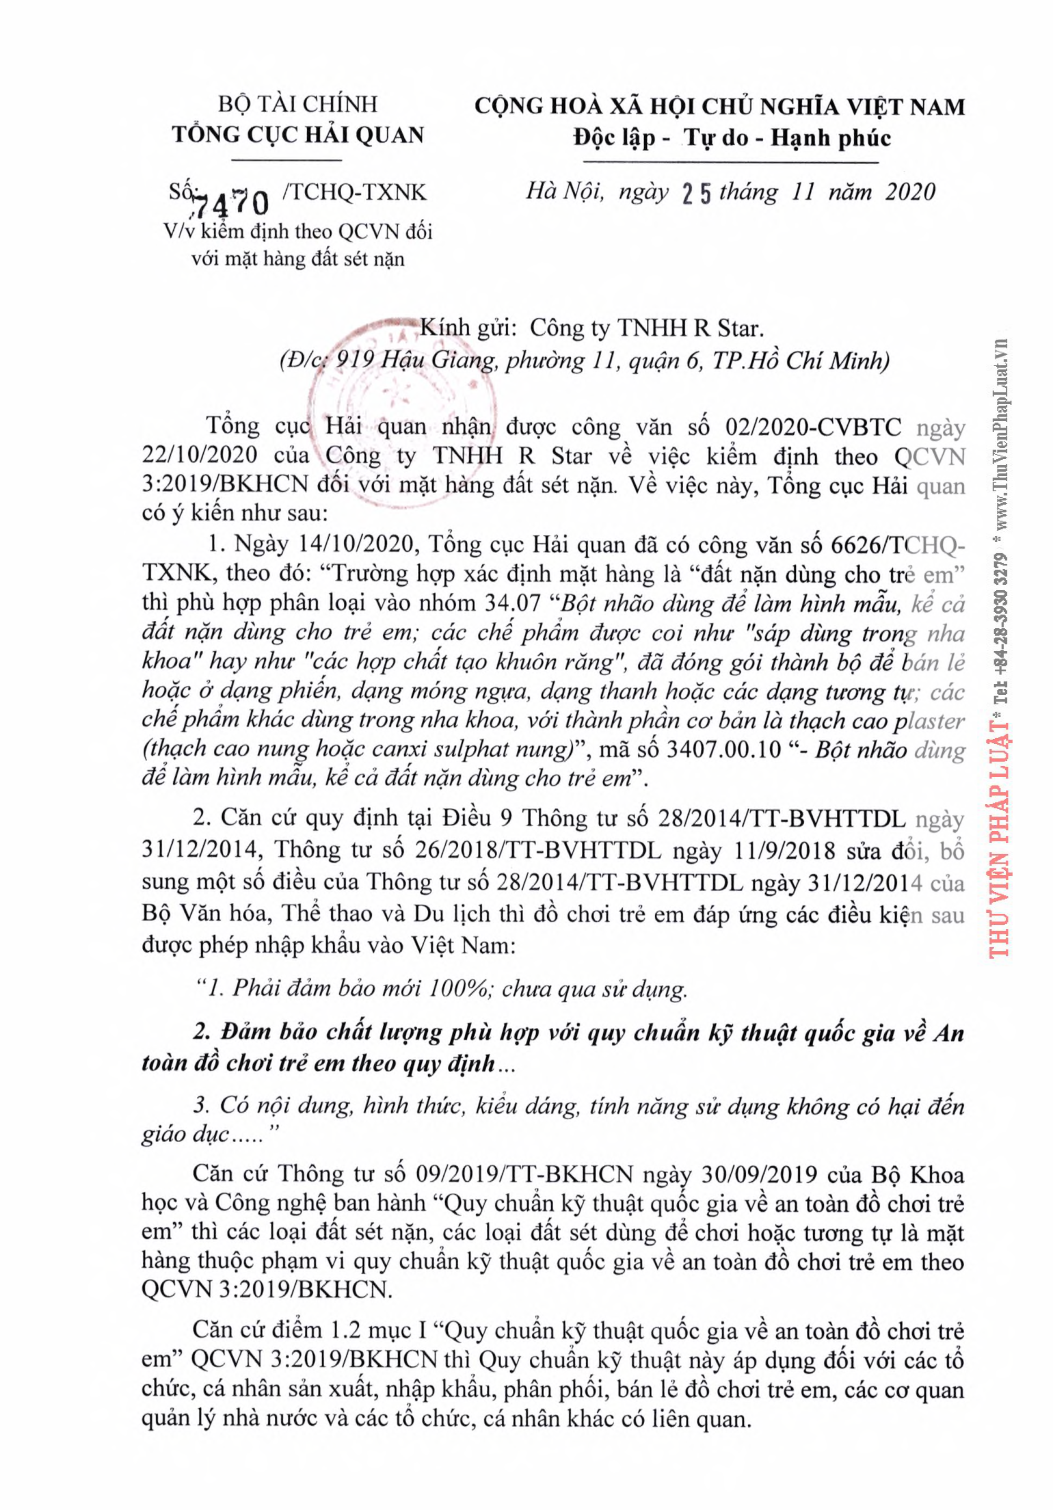 BỘ TÀI CHÍNH
TỔNG CỤC HẢI QUAN
CỘNG HOÀ XÃ HỘI CHỦ NGHĨA VIỆT NAM
Độc lập - Tự do - Hạnh phúc
Số: 7470 /TCHQ-TXNK
V/v kiểm định theo QCVN đối
với mặt hàng đất sét nặn
Hà Nội, ngày 25 tháng 11 năm 2020
Kính gửi: Công ty TNHH R Star.
(Đ/c: 919 Hậu Giang, phường 11, quận 6, TP.Hồ Chí Minh)
Tổng cục Hải quan nhận được công văn số 02/2020-CVBTC ngày
22/10/2020 của Công ty TNHH R Star về việc kiểm định theo QCVN
3:2019/BKHCN đối với mặt hàng đất sét nặn. Về việc này, Tổng cục Hải quan
có ý kiến như sau:
1. Ngày 14/10/2020, Tổng cục Hải quan đã có công văn số 6626/TCHQ-
TXNK, theo đó: “Trường hợp xác định mặt hàng là “đất nặn dùng cho trẻ em”
thì phù hợp phân loại vào nhóm 34.07 “Bột nhão dùng để làm hình mẫu, kể cả
đất nặn dùng cho trẻ em; các chế phẩm được coi như "sáp dùng trong nha
khoa" hay như "các hợp chất tạo khuôn răng", đã đóng gói thành bộ để bán lẻ
hoặc ở dạng phiến, dạng móng ngựa, dạng thanh hoặc các dạng tương tự; các
chế phẩm khác dùng trong nha khoa, với thành phần cơ bản là thạch cao plaster
(thạch cao nung hoặc canxi sulphat nung)”, mã số 3407.00.10 “- Bột nhão dùng
để làm hình mẫu, kể cả đất nặn dùng cho trẻ em”.
2. Căn cứ quy định tại Điều 9 Thông tư số 28/2014/TT-BVHTTDL ngày
31/12/2014, Thông tư số 26/2018/TT-BVHTTDL ngày 11/9/2018 sửa đổi, bổ
sung một số điều của Thông tư số 28/2014/TT-BVHTTDL ngày 31/12/2014 của
Bộ Văn hóa, Thể thao và Du lịch thì đồ chơi trẻ em đáp ứng các điều kiện sau
được phép nhập khẩu vào Việt Nam:
“1. Phải đảm bảo mới 100%; chưa qua sử dụng.
2. Đảm bảo chất lượng phù hợp với quy chuẩn kỹ thuật quốc gia về An
toàn đồ chơi trẻ em theo quy định...
3. Có nội dung, hình thức, kiểu dáng, tính năng sử dụng không có hại đến
giáo dục.....”
Căn cứ Thông tư số 09/2019/TT-BKHCN ngày 30/09/2019 của Bộ Khoa
học và Công nghệ ban hành “Quy chuẩn kỹ thuật quốc gia về an toàn đồ chơi trẻ
em” thì các loại đất sét nặn, các loại đất sét dùng để chơi hoặc tương tự là mặt
hàng thuộc phạm vi quy chuẩn kỹ thuật quốc gia về an toàn đồ chơi trẻ em theo
QCVN 3:2019/BKHCN.
Căn cứ điểm 1.2 mục I “Quy chuẩn kỹ thuật quốc gia về an toàn đồ chơi trẻ
em” QCVN 3:2019/BKHCN thì Quy chuẩn kỹ thuật này áp dụng đối với các tổ
chức, cá nhân sản xuất, nhập khẩu, phân phối, bán lẻ đồ chơi trẻ em, các cơ quan
quản lý nhà nước và các tổ chức, cá nhân khác có liên quan.
THƯ VIỆN PHÁP LUẬT * Tel: +84-28-3930 3279 * www.ThuVienPhapLuat.vn